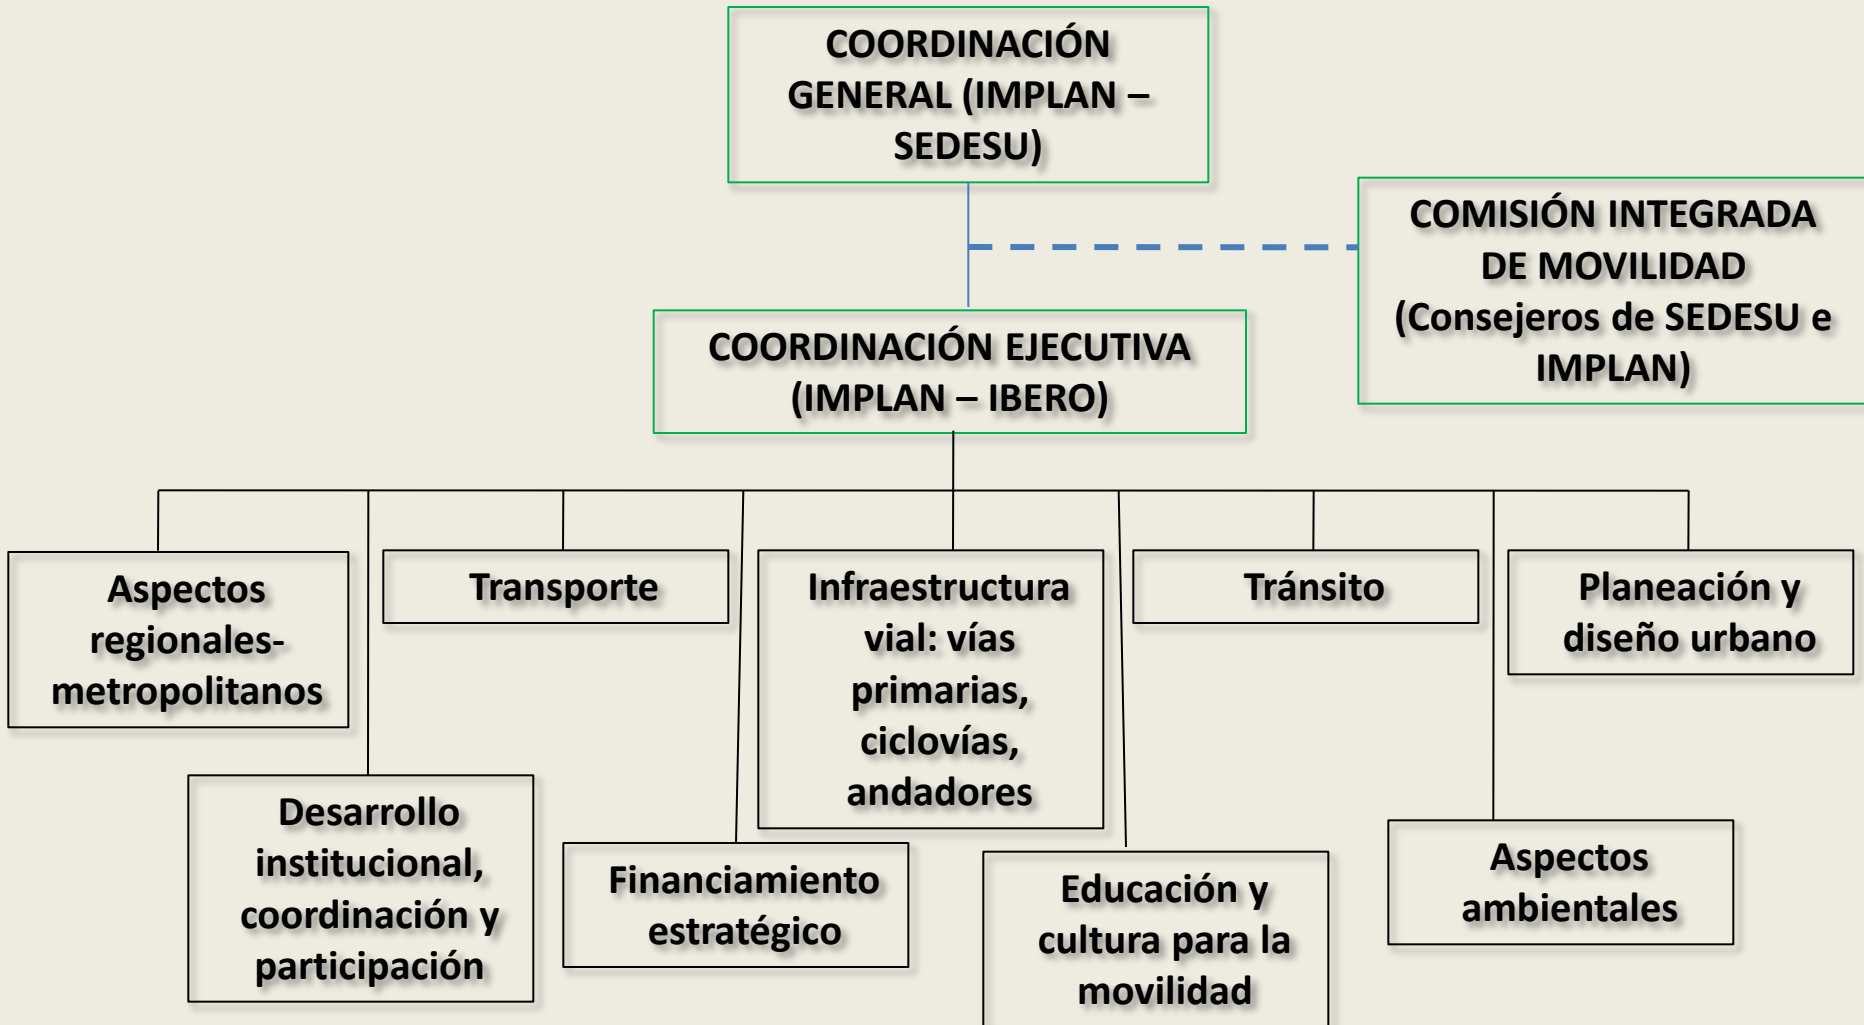 COORDINACIÓN
GENERAL (IMPLAN –
SEDESU)
COMISIÓN INTEGRADA
DE MOVILIDAD
(Consejeros de SEDESU e
IMPLAN)
COORDINACIÓN EJECUTIVA
(IMPLAN – IBERO)
Aspectos
regionales-
metropolitanos
Transporte
Infraestructura
vial: vías
primarias,
ciclovías,
andadores
Tránsito
Planeación y
diseño urbano
Desarrollo
institucional,
coordinación y
participación
Financiamiento
estratégico
Educación y
cultura para la
movilidad
Aspectos
ambientales